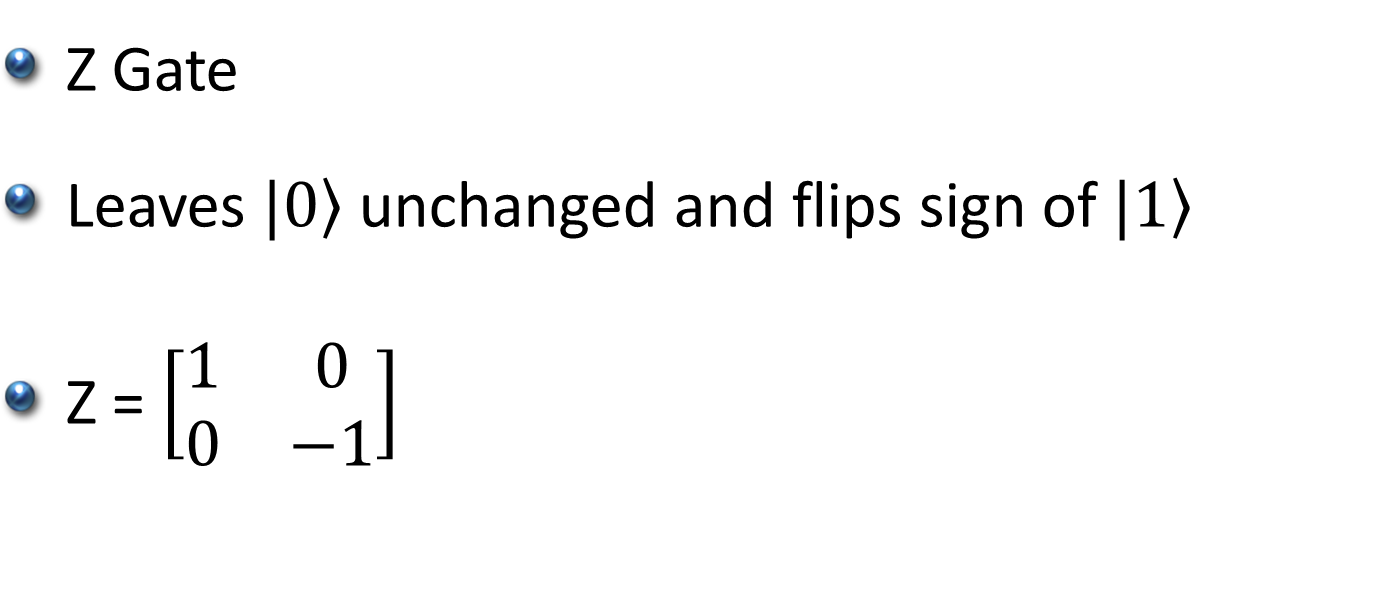 Z Gate
Leaves |0⟩ unchanged and flips sign of |1⟩
Z = [1 0
0 −1]